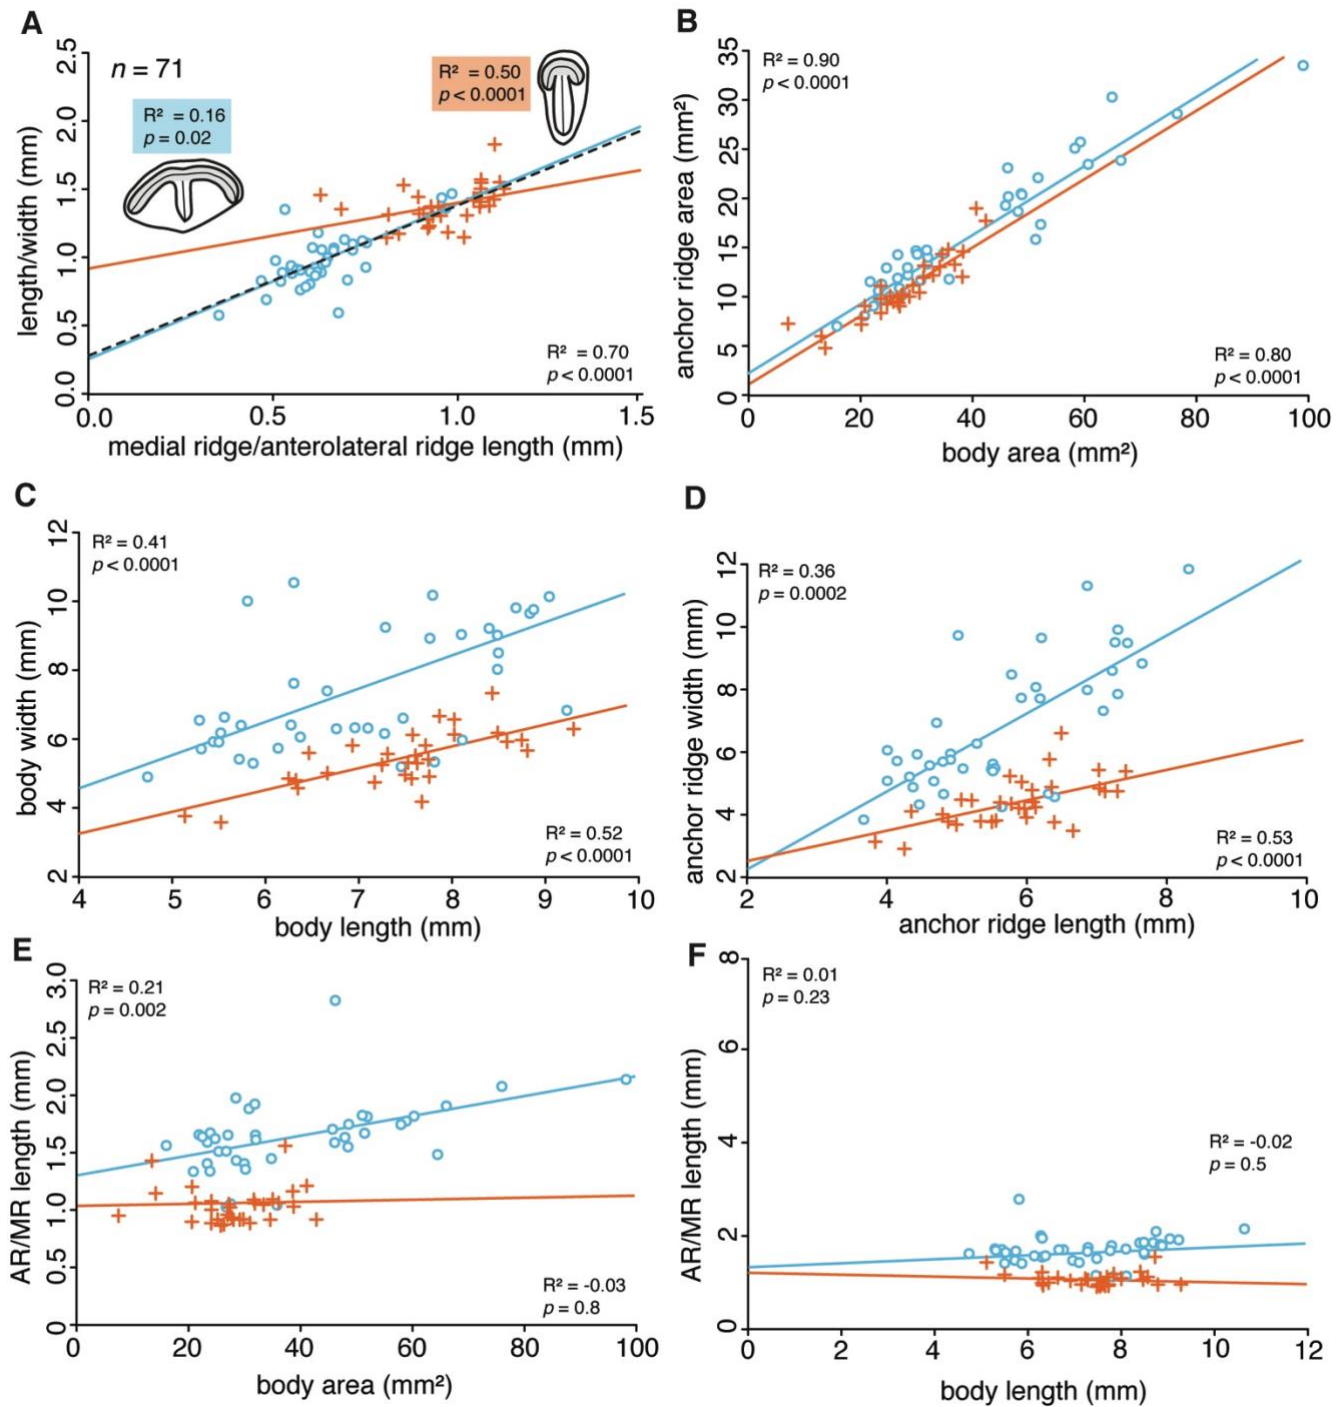 A
n = 71
R² = 0.16
p = 0.02
R² = 0.50
p < 0.0001
R² = 0.70
p < 0.0001
length/width (mm)
2.5
2.0
1.5
1.0
0.5
0.0
0.0 0.5 1.0 1.5
medial ridge/anterolateral ridge length (mm)
B
R² = 0.90
p < 0.0001
R² = 0.80
p < 0.0001
anchor ridge area (mm²)
35
30
25
20
15
10
5
0
0 20 40 60 80 100
body area (mm²)
C
R² = 0.41
p < 0.0001
R² = 0.52
p < 0.0001
body width (mm)
12
10
8
6
4
2
4 5 6 7 8 9 10
body length (mm)
D
R² = 0.36
p = 0.0002
R² = 0.53
p < 0.0001
anchor ridge width (mm)
12
10
8
6
4
2
2 4 6 8 10
anchor ridge length (mm)
E
R² = 0.21
p = 0.002
R² = -0.03
p = 0.8
AR/MR length (mm)
3.0
2.5
2.0
1.5
1.0
0.5
0
0 20 40 60 80 100
body area (mm²)
F
R² = 0.01
p = 0.23
R² = -0.02
p = 0.5
AR/MR length (mm)
8
6
4
2
0
0 2 4 6 8 10 12
body length (mm)